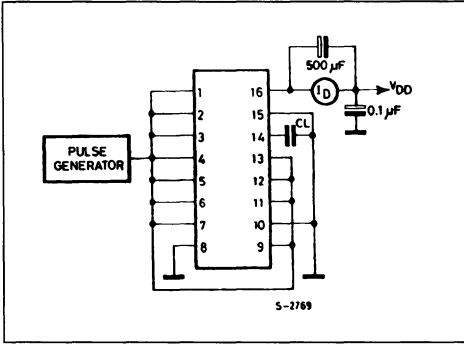 500 µF
I D
VDD
0.1 µF
1 16
2 15
3 14 CL
4 13
5 12
6 11
7 10
8 9
PULSE
GENERATOR
S-2769